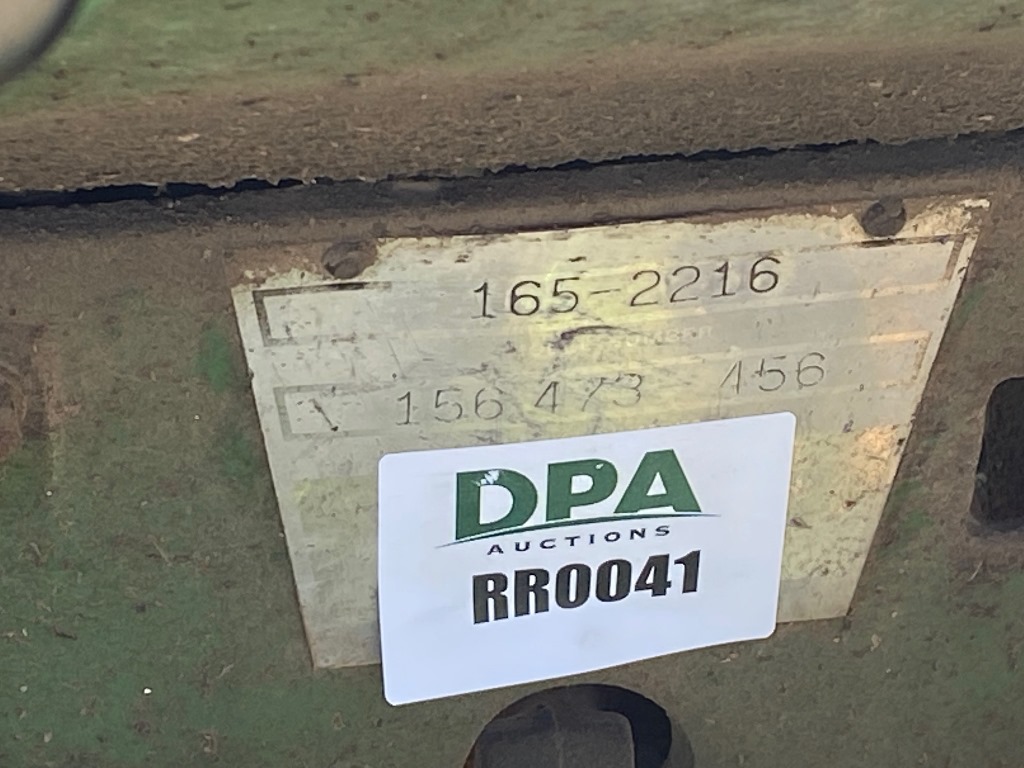 165-2216
156 473 456
DPA
AUCTIONS
RR0041